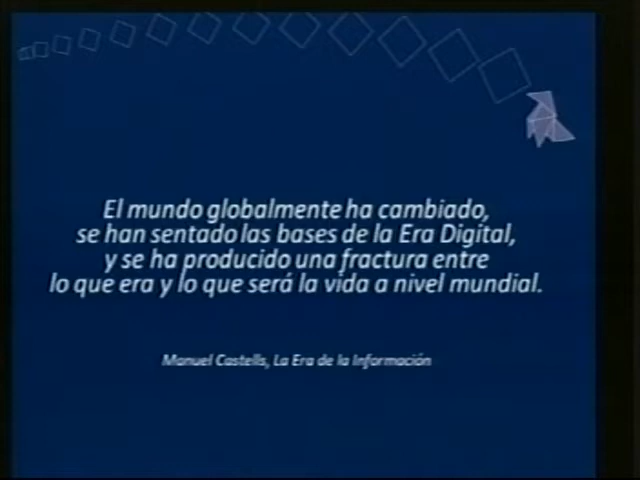 El mundo globalmente ha cambiado,
se han sentado las bases de la Era Digital,
y se ha producido una fractura entre
lo que era y lo que será la vida a nivel mundial.
Manuel Castells, La Era de la Información